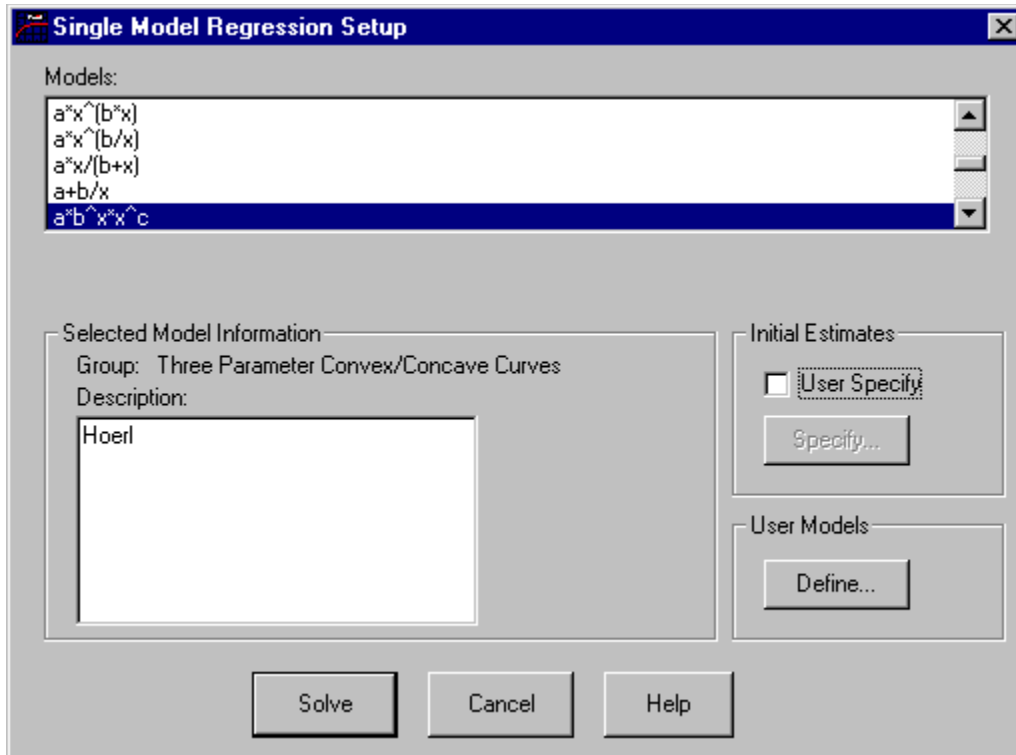 Single Model Regression Setup
Models:
a*x^(b*x)
a*x^(b/x)
a*x/(b+x)
a+b/x
a*b^x*x^c
Selected Model Information
Group: Three Parameter Convex/Concave Curves
Description:
Hoerl
Initial Estimates
User Specify
Specify...
User Models
Define...
Solve
Cancel
Help